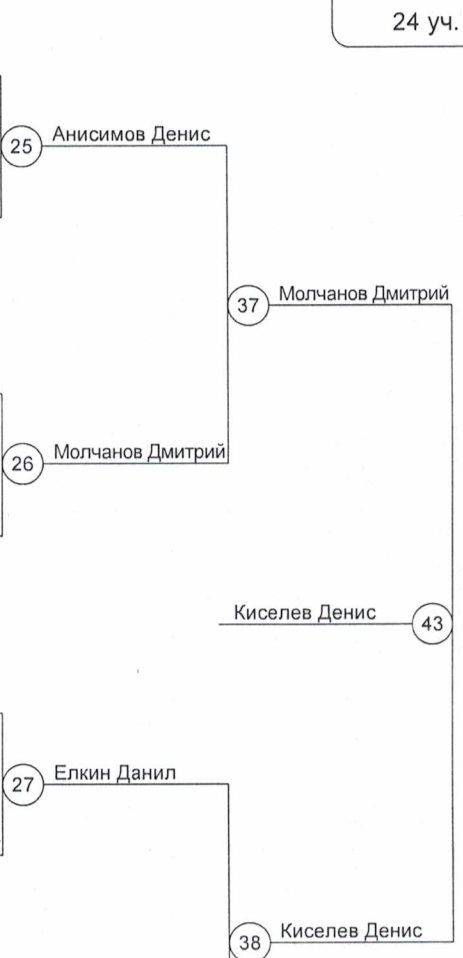 24 уч.
25 Анисимов Денис
37 Молчанов Дмитрий
26 Молчанов Дмитрий
Киселев Денис 43
27 Елкин Данил
38 Киселев Денис